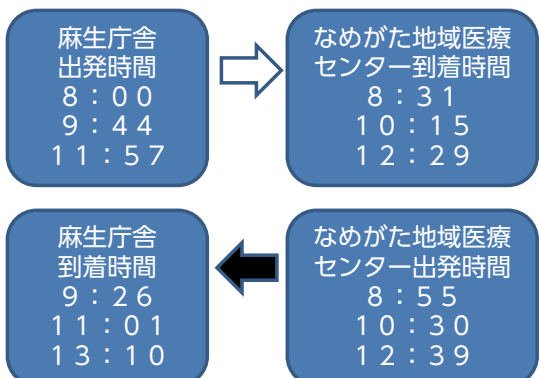 麻生庁舎
出発時間
８：００
９：４４
１１：５７
なめがた地域医療
センター到着時間
８：３１
１０：１５
１２：２９
麻生庁舎
到着時間
９：２６
１１：０１
１３：１０
なめがた地域医療
センター出発時間
８：５５
１０：３０
１２：３９